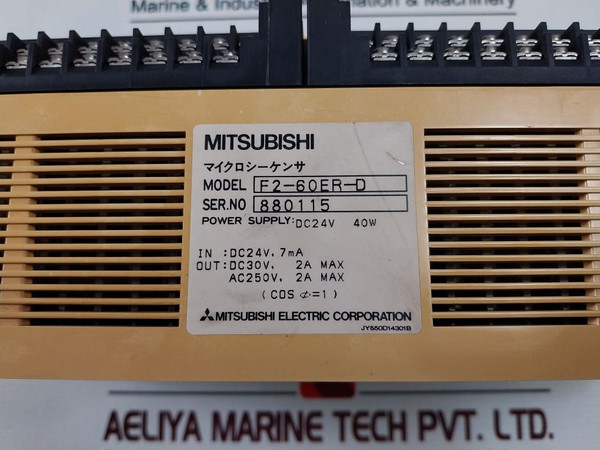 Marine & Indus
mation & Machinery
MITSUBISHI
マイクロシーケンサ
MODEL F2-60ER-D
SER.NO 880115
POWER SUPPLY: DC24V 40W
IN :DC24V, 7mA
OUT:DC30V, 2A MAX
AC250V, 2A MAX
(COS φ=1)
MITSUBISHI ELECTRIC CORPORATION
JY550D14301B
AELIYA MARINE TECH PVT. LTD.